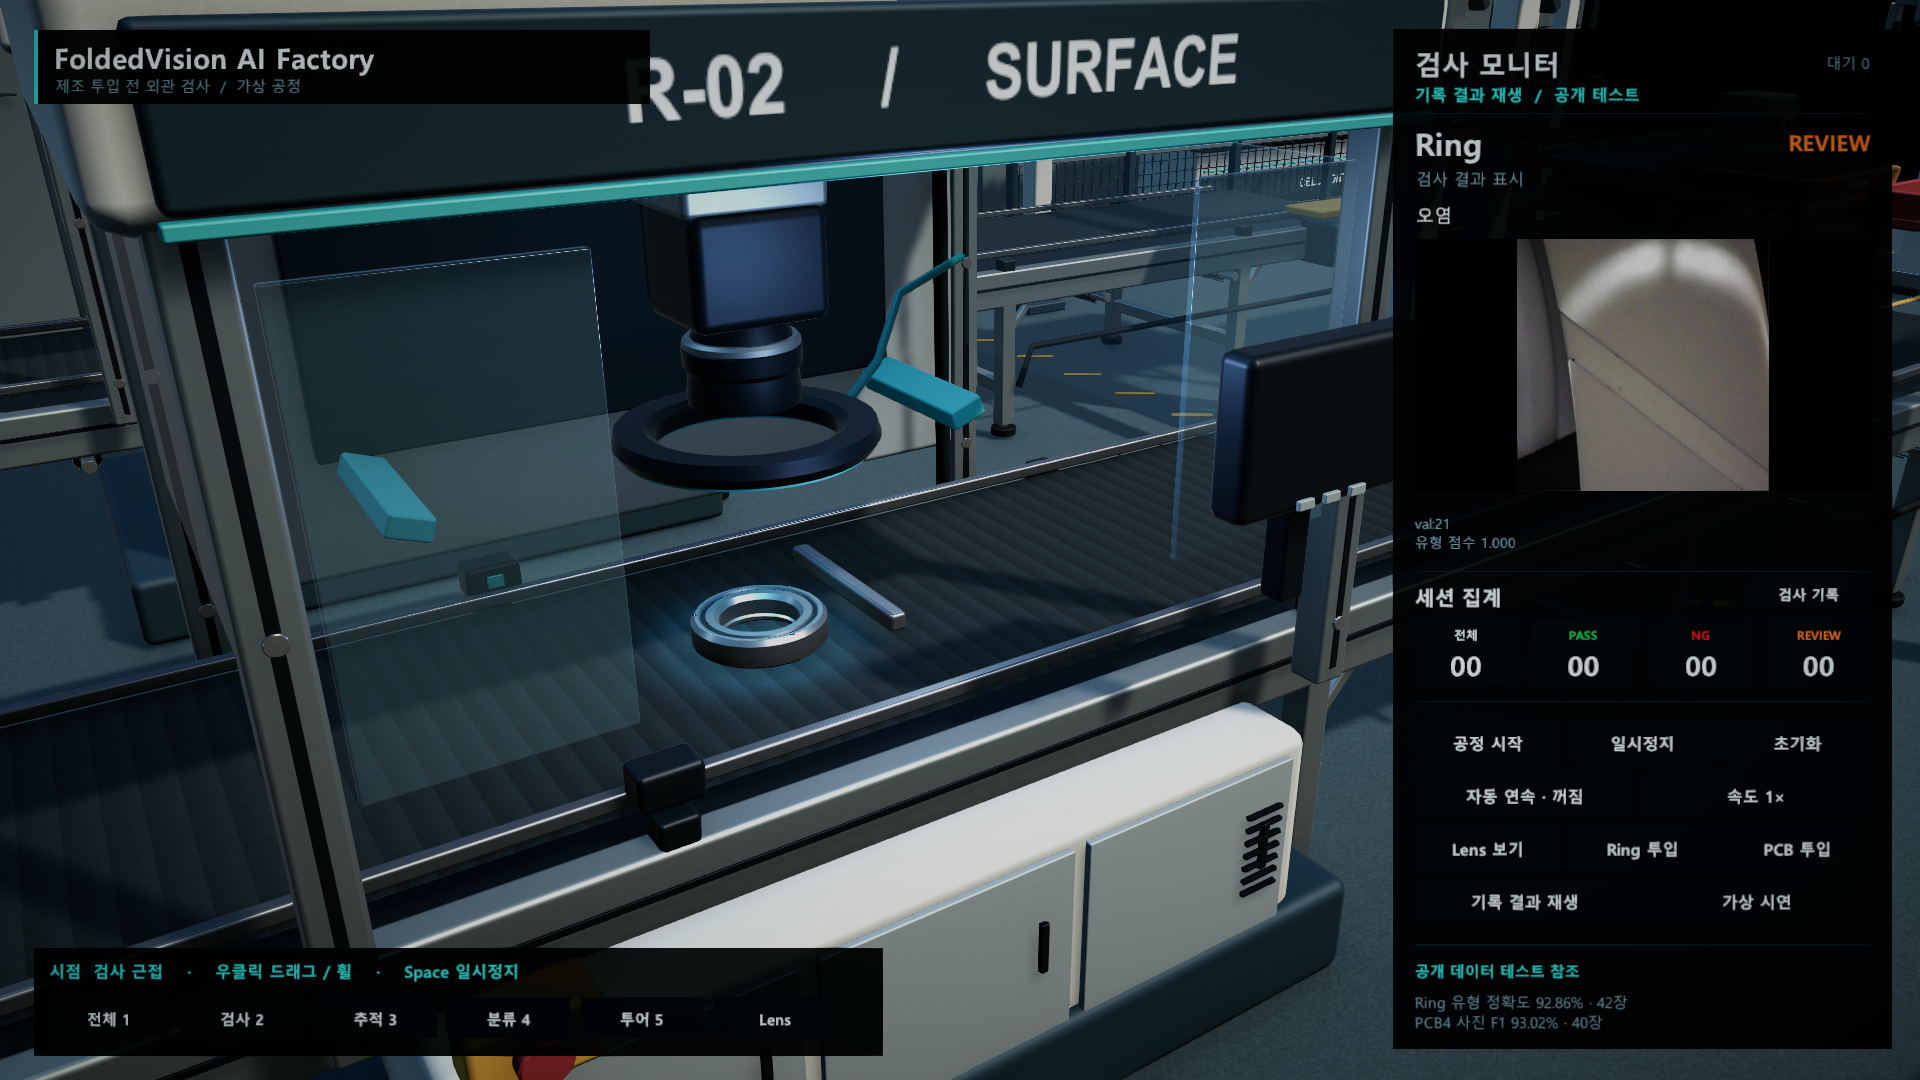 FoldedVision AI Factory
제조 투입 전 외관 검사 / 가상 공정
R-02 / SURFACE
검사 모니터
대기 0
기록 결과 재생 / 공개 테스트
Ring
REVIEW
검사 결과 표시
오염
val:21
유형 점수 1.000
세션 집계
검사 기록
전체 PASS NG REVIEW
00 00 00 00
공정 시작 일시정지 초기화
자동 연속 · 꺼짐 속도 1×
Lens 보기 Ring 투입 PCB 투입
기록 결과 재생 가상 시연
공개 데이터 테스트 참조
Ring 유형 정확도 92.86% · 42장
PCB4 사진 F1 93.02% · 40장
시점 검사 근접 · 우클릭 드래그 / 휠 · Space 일시정지
전체 1 검사 2 추적 3 분류 4 투어 5 Lens